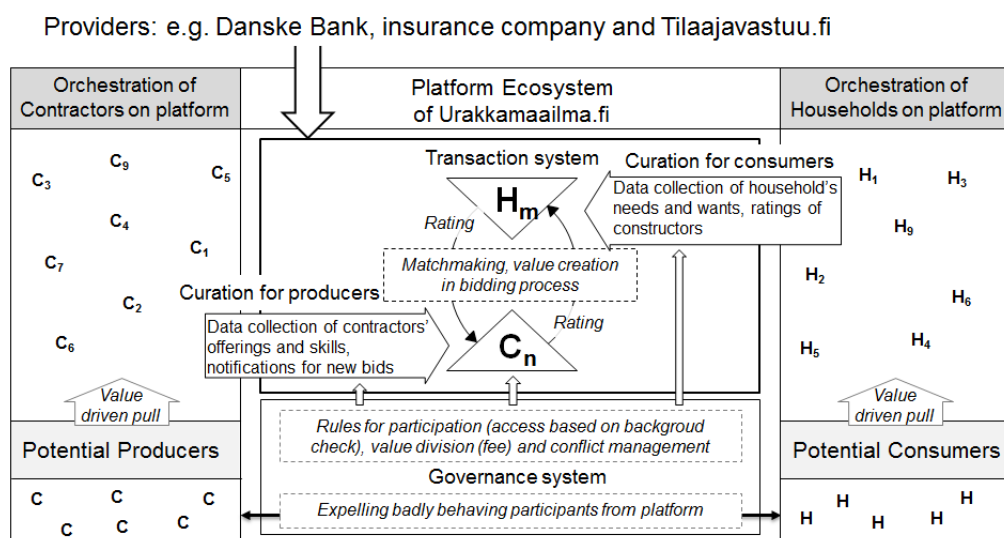 Providers: e.g. Danske Bank, insurance company and Tilaajavastuu.fi
Orchestration of
Contractors on platform
Platform Ecosystem
of Urakkamaailma.fi
Orchestration of
Households on platform
C3
C9
C5
C4
C1
C7
C2
C6
Transaction system
Hm
Rating
Matchmaking, value creation
in bidding process
Rating
Cn
Curation for consumers
Data collection of household's
needs and wants, ratings of
constructors
Curation for producers
Data collection of contractors'
offerings and skills,
notifications for new bids
H1
H3
H9
H2
H6
H5
H4
Value
driven pull
Value
driven pull
Potential Producers
Potential Consumers
Rules for participation (access based on backgroud
check), value division (fee) and conflict management
Governance system
Expelling badly behaving participants from platform
C
C
C
C
C
C
H
H
H
H
H